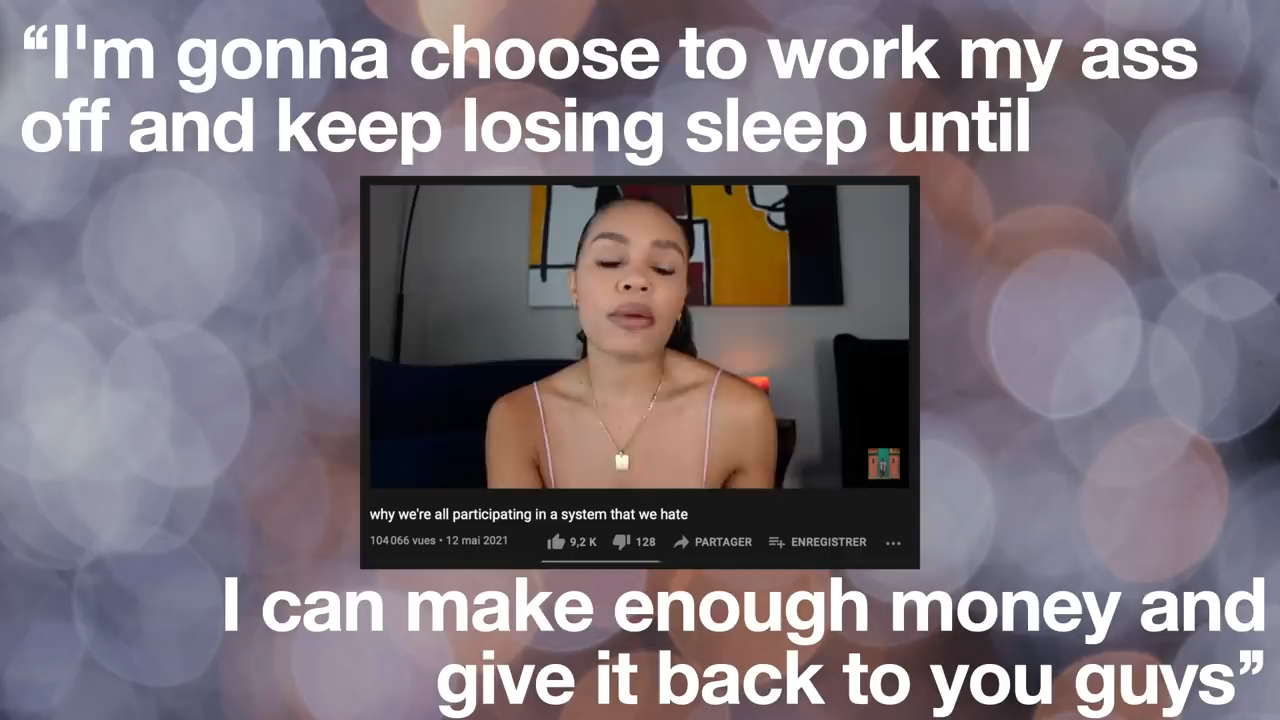 “I'm gonna choose to work my ass
off and keep losing sleep until
why we're all participating in a system that we hate
104 066 vues • 12 mai 2021 9,2 K 128 PARTAGER ENREGISTRER ...
I can make enough money and
give it back to you guys”